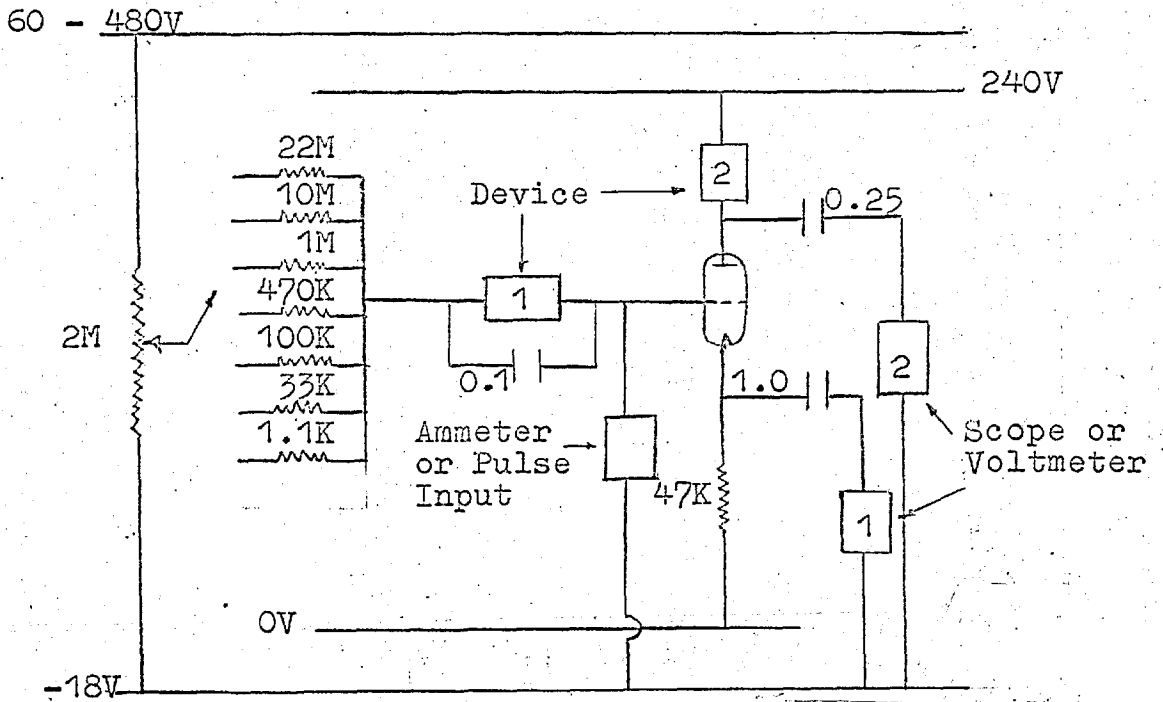 60 - 480V
240V
22M
10M
1M
470K
100K
33K
1.1K
2M
Device
1
2
0.1
0.25
2
1.0
Ammeter
or Pulse
Input
47K
Scope or
Voltmeter
1
0V
-18V